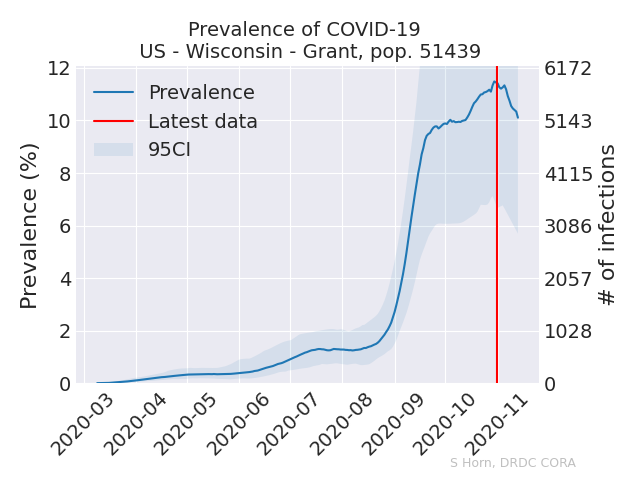 Prevalence of COVID-19
US - Wisconsin - Grant, pop. 51439
Prevalence (%)
12
10
8
6
4
2
0
Prevalence
Latest data
95CI
6172
5143
4115
3086
2057
1028
0
# of infections
2020-03
2020-04
2020-05
2020-06
2020-07
2020-08
2020-09
2020-10
2020-11
S Horn, DRDC CORA